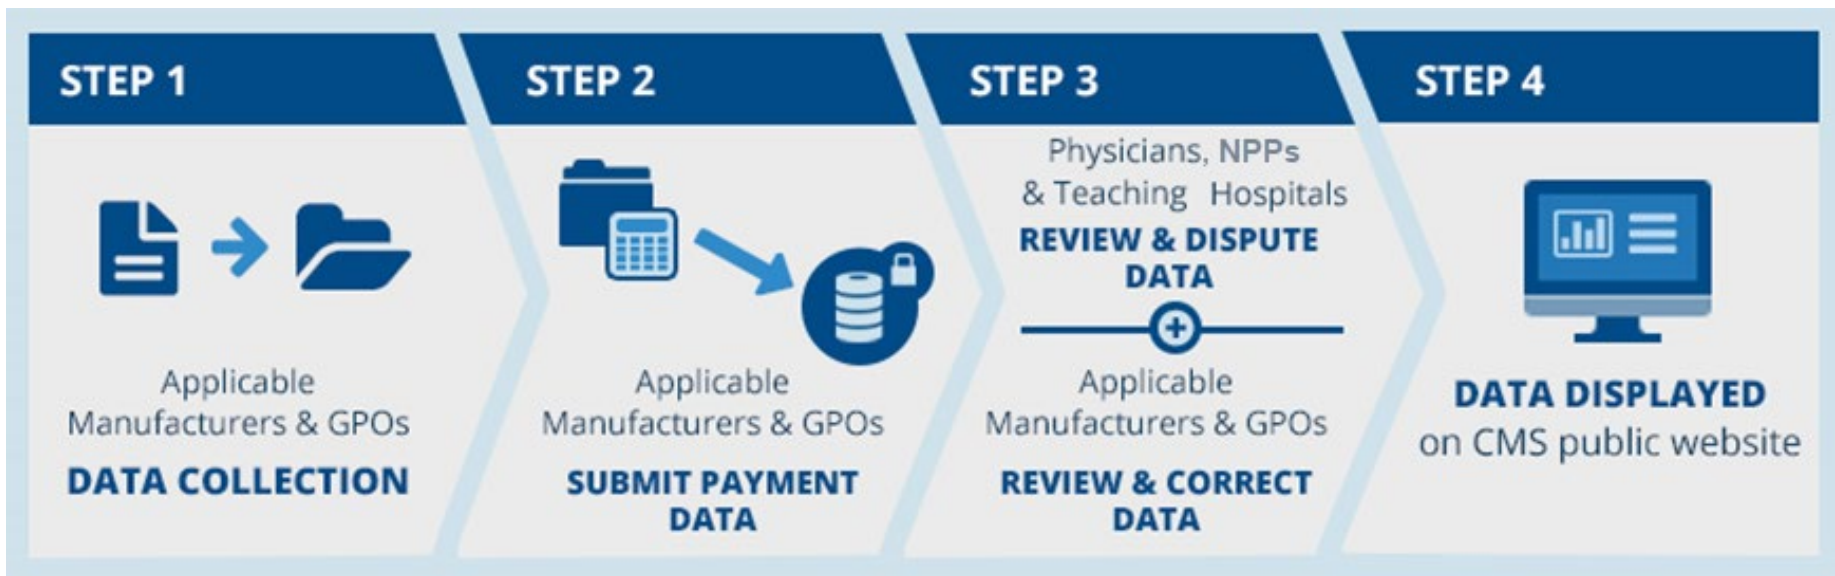 STEP 1
Applicable
Manufacturers & GPOs
DATA COLLECTION
STEP 2
Applicable
Manufacturers & GPOs
SUBMIT PAYMENT
DATA
STEP 3
Physicians, NPPs
& Teaching Hospitals
REVIEW & DISPUTE
DATA
Applicable
Manufacturers & GPOs
REVIEW & CORRECT
DATA
STEP 4
DATA DISPLAYED
on CMS public website